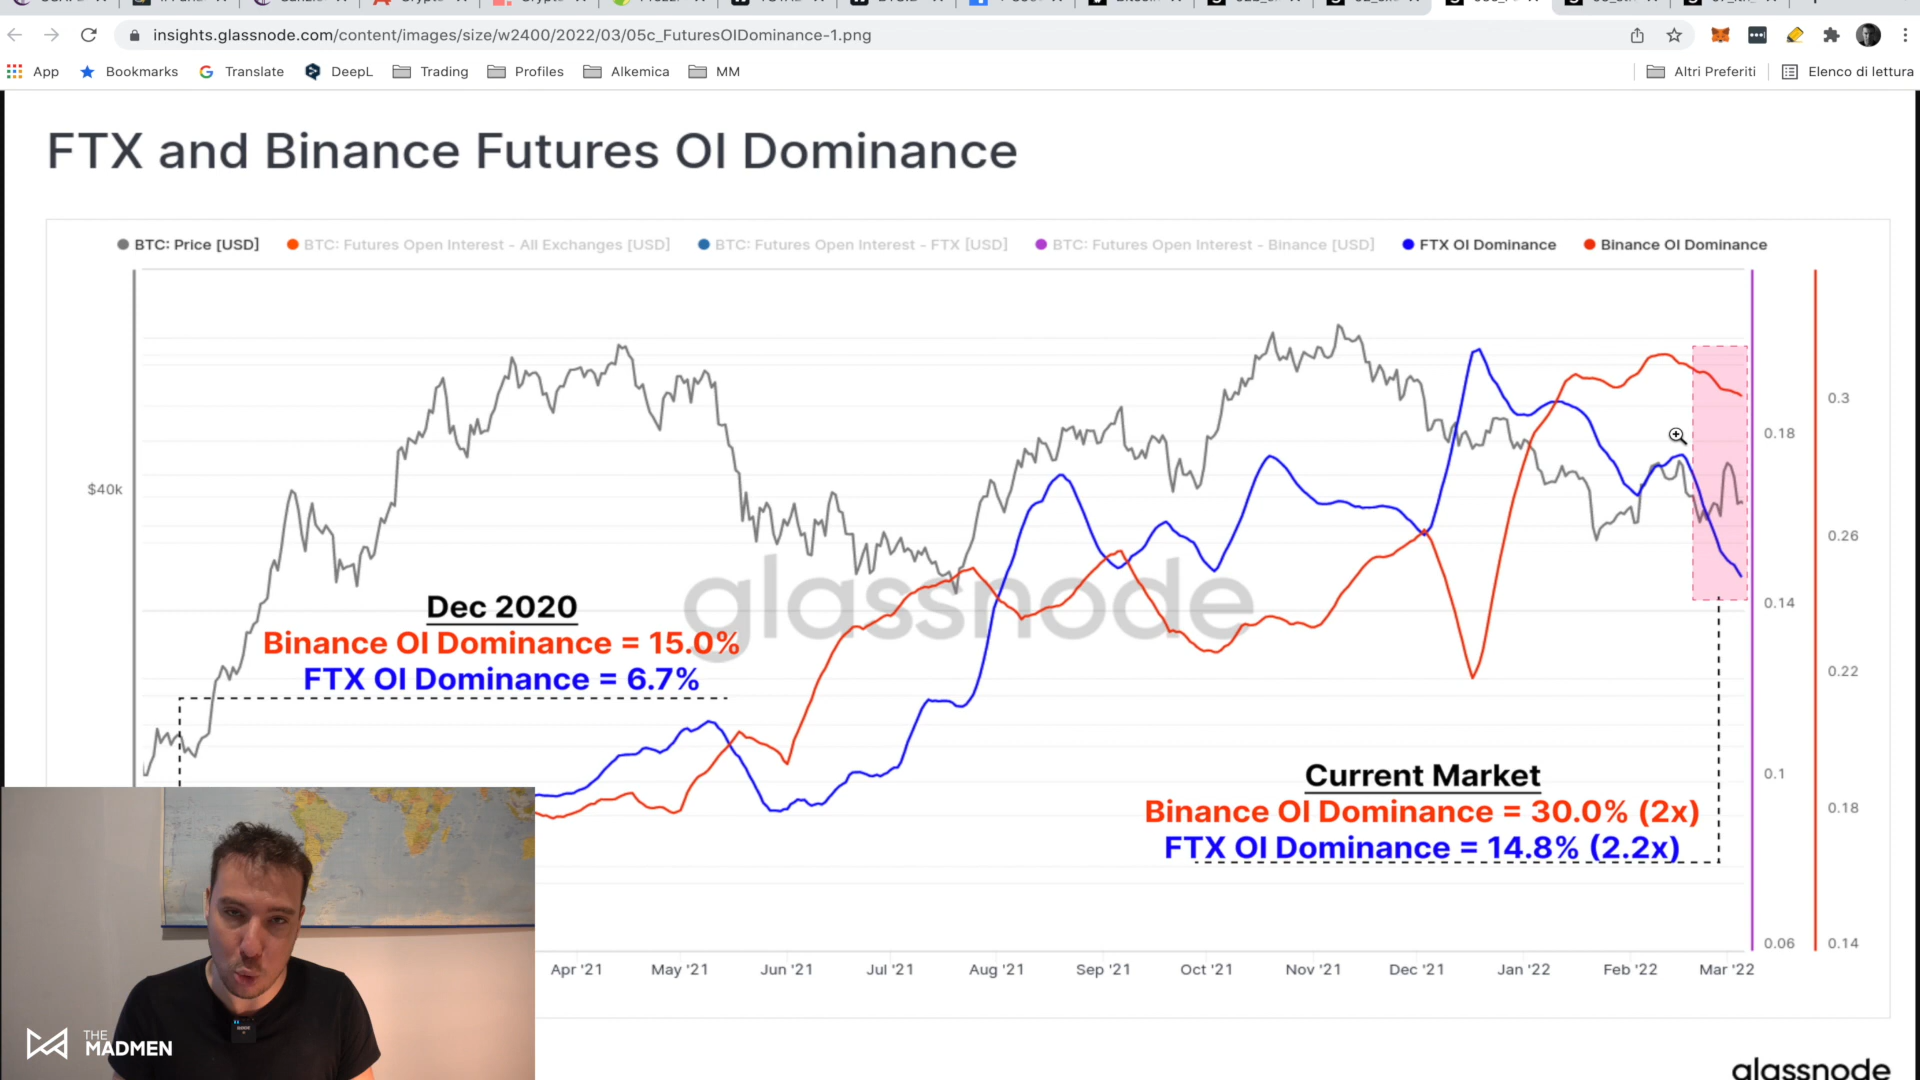 insights.glassnode.com/content/images/size/w2400/2022/03/05c_FuturesOIDominance-1.png
App Bookmarks Translate DeepL Trading Profiles Alkemica MM Altri Preferiti Elenco di lettura
FTX and Binance Futures OI Dominance
BTC: Price [USD] BTC: Futures Open Interest - All Exchanges [USD] BTC: Futures Open Interest - FTX [USD] BTC: Futures Open Interest - Binance [USD] FTX OI Dominance Binance OI Dominance
0.3
0.18
$40k
0.26
glassnode
0.14
Dec 2020
Binance OI Dominance = 15.0%
FTX OI Dominance = 6.7%
0.22
Current Market
Binance OI Dominance = 30.0% (2x)
FTX OI Dominance = 14.8% (2.2x)
0.1
0.18
0.06 0.14
Apr '21 May '21 Jun '21 Jul '21 Aug '21 Sep '21 Oct '21 Nov '21 Dec '21 Jan '22 Feb '22 Mar '22
THE
MADMEN
glassnode